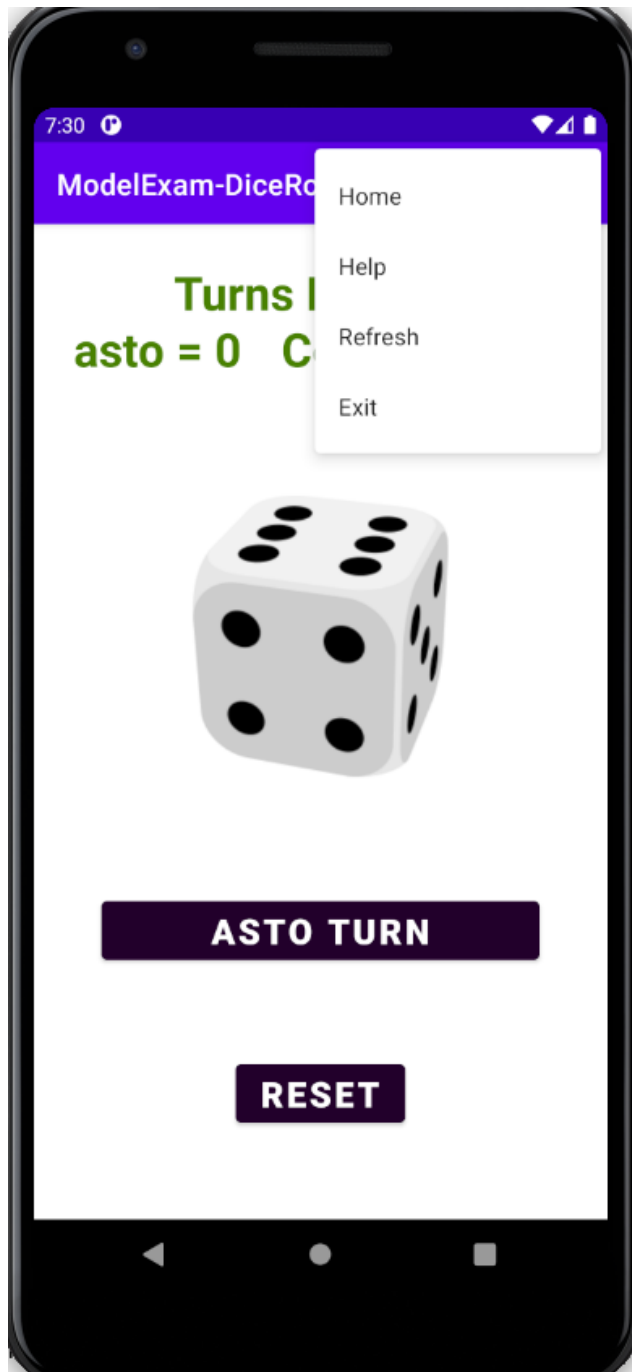 7:30
ModelExam-DiceRo
Home
Help
Refresh
Exit
Turns
asto = 0
ASTO TURN
RESET